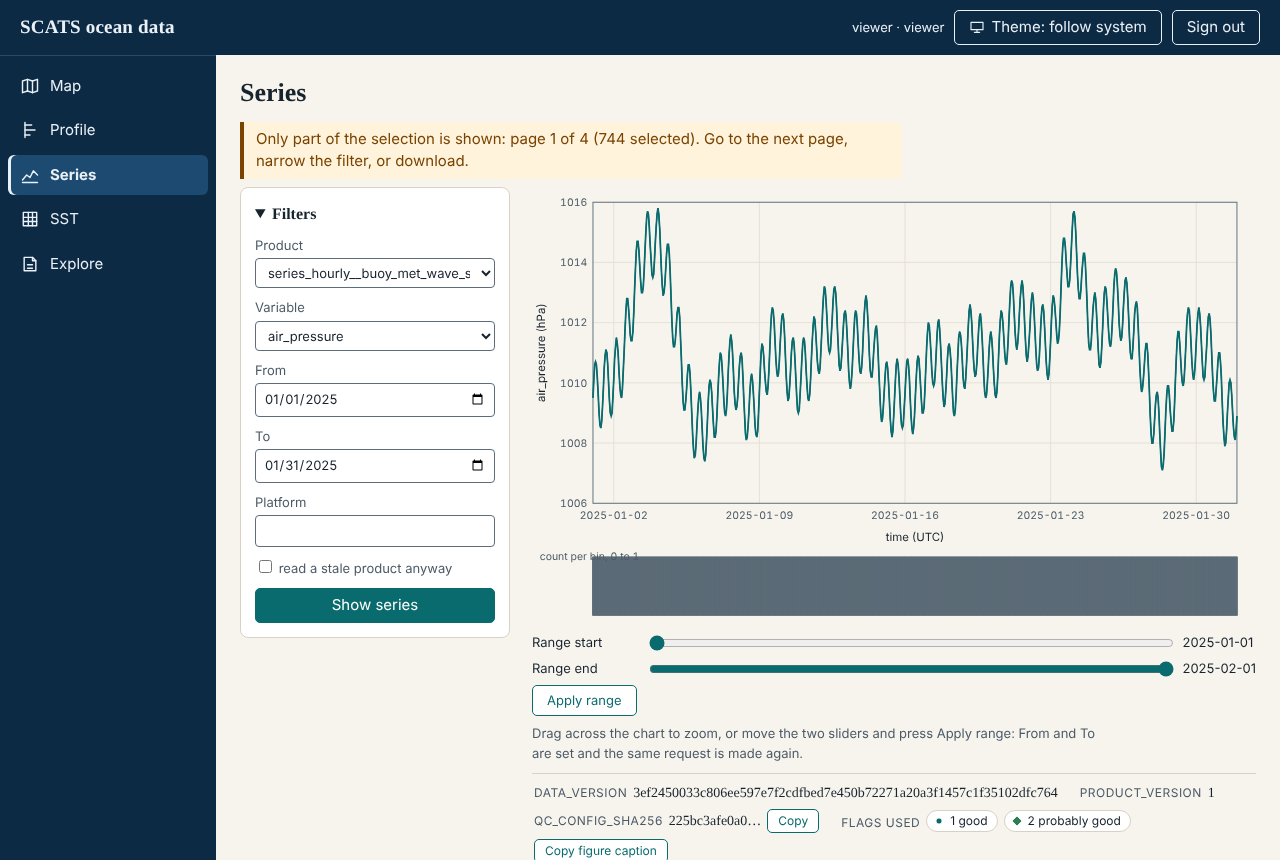 SCATS ocean data
viewer · viewer
Theme: follow system
Sign out
Map
Profile
Series
SST
Explore
Series
Only part of the selection is shown: page 1 of 4 (744 selected). Go to the next page,
narrow the filter, or download.
▼ Filters
Product
series_hourly__buoy_met_wave_s
Variable
air_pressure
From
01/01/2025
To
01/31/2025
Platform
read a stale product anyway
Show series
1016
1014
1012
1010
1008
1006
air_pressure (hPa)
2025-01-02
2025-01-09
2025-01-16
2025-01-23
2025-01-30
time (UTC)
count per bin, 0 to 1
Range start
2025-01-01
Range end
2025-02-01
Apply range
Drag across the chart to zoom, or move the two sliders and press Apply range: From and To
are set and the same request is made again.
DATA_VERSION 3ef2450033c806ee597e7f2cdfbed7e450b72271a20a3f1457c1f35102dfc764 PRODUCT_VERSION 1
QC_CONFIG_SHA256 225bc3afe0a0… Copy FLAGS USED 1 good 2 probably good
Copy figure caption